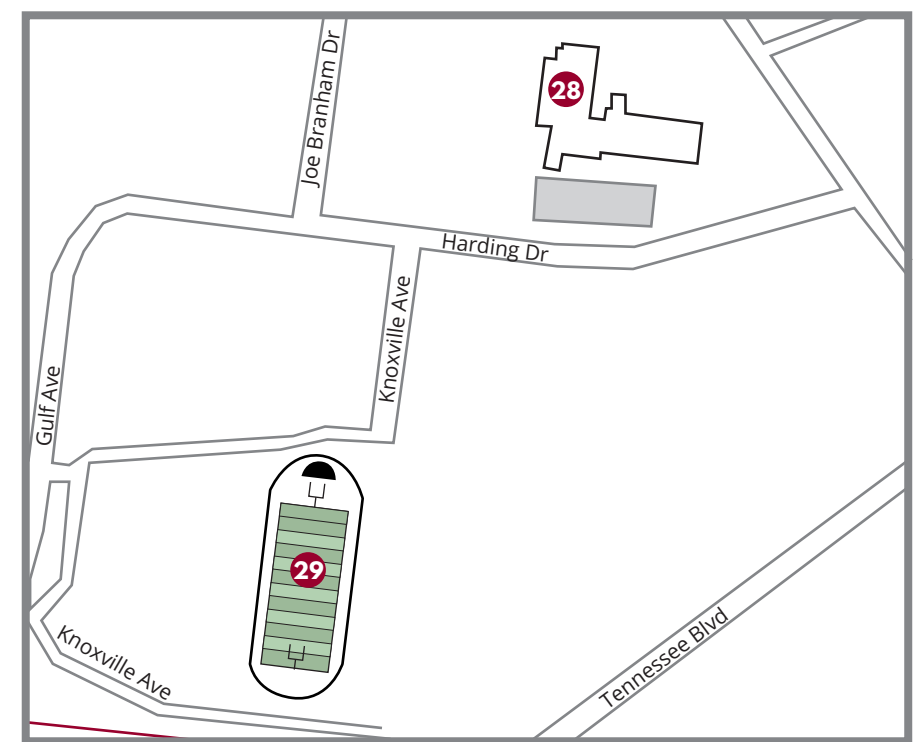 Joe Branham Dr
28
Harding Dr
Knoxville Ave
Gulf Ave
29
Knoxville Ave
Tennessee Blvd